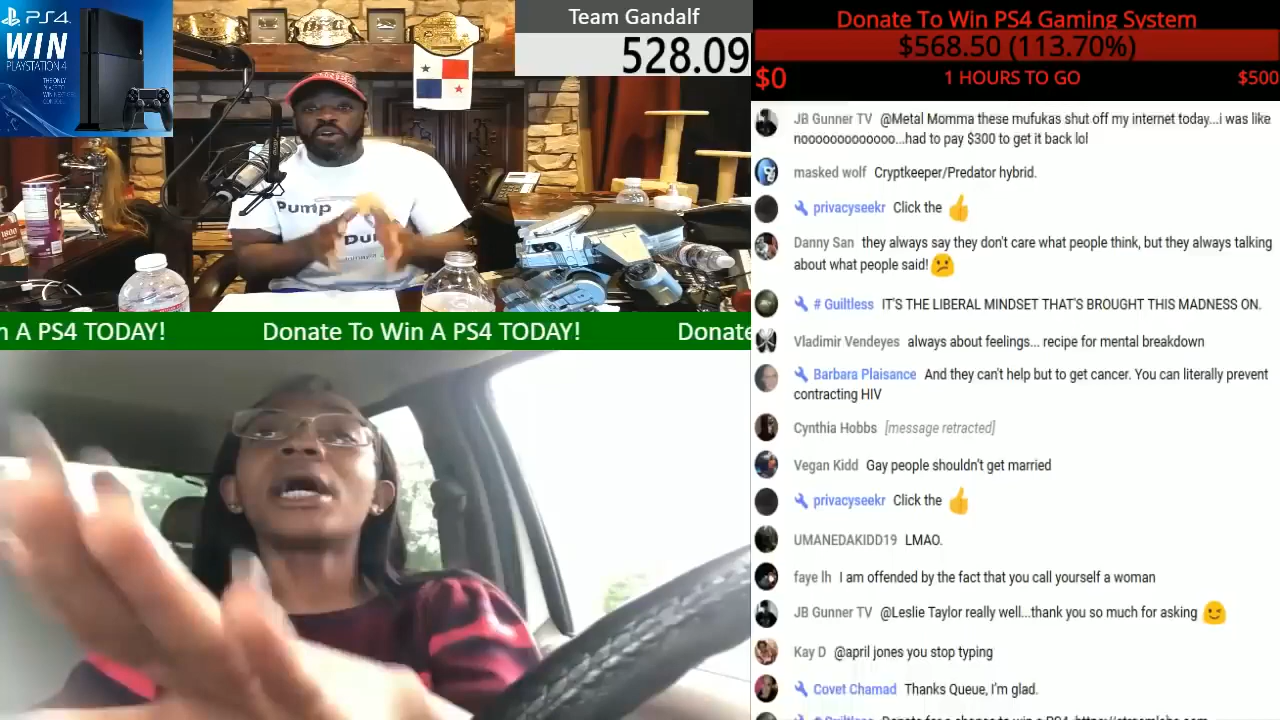 PS4
WIN
PLAYSTATION 4
Team Gandalf
528.09
Pump
Dum
n A PS4 TODAY! Donate To Win A PS4 TODAY! Donate
Donate To Win PS4 Gaming System
$568.50 (113.70%)
$0 1 HOURS TO GO $500
JB Gunner TV @Metal Momma these mufukas shut off my internet today...i was like
nooooooooooooo...had to pay $300 to get it back lol
masked wolf Cryptkeeper/Predator hybrid.
privacyseekr Click the 👍
Danny San they always say they don't care what people think, but they always talking
about what people said! 😕
# Guiltless IT'S THE LIBERAL MINDSET THAT'S BROUGHT THIS MADNESS ON.
Vladimir Vendeyes always about feelings... recipe for mental breakdown
Barbara Plaisance And they can't help but to get cancer. You can literally prevent
contracting HIV
Cynthia Hobbs [message retracted]
Vegan Kidd Gay people shouldn't get married
privacyseekr Click the 👍
UMANEDAKIDD19 LMAO.
faye lh I am offended by the fact that you call yourself a woman
JB Gunner TV @Leslie Taylor really well...thank you so much for asking 😉
Kay D @april jones you stop typing
Covet Chamad Thanks Queue, I'm glad.